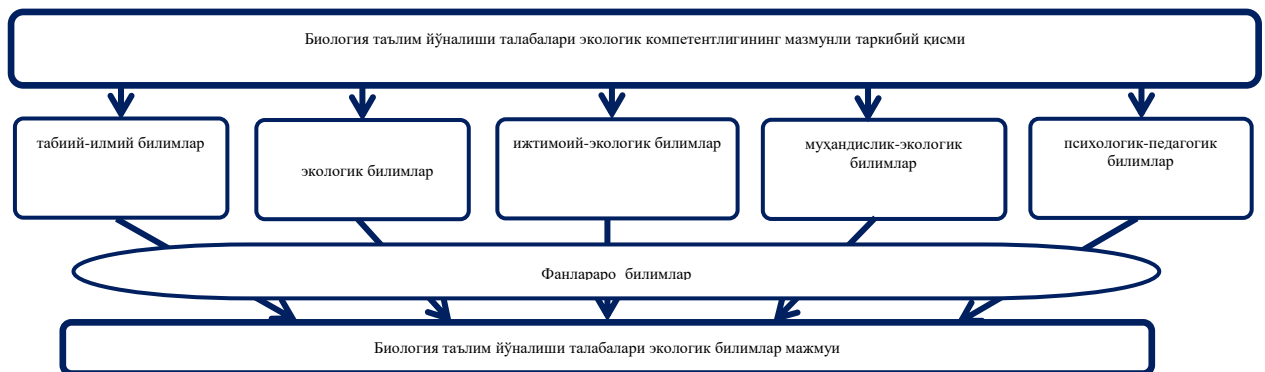 Биология таълим йўналиши талабалари экологик компетентлигининг мазмунли таркибий қисми
табиий-илмий билимлар
экологик билимлар
ижтимоий-экологик билимлар
муҳандислик-экологик
билимлар
психологик-педагогик
билимлар
Фанлараро билимлар
Биология таълим йўналиши талабалари экологик билимлар мажмуи